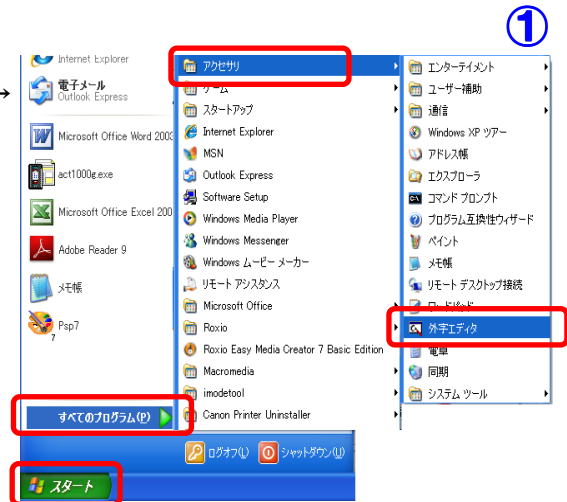 ①
→
Internet Explorer
電子メール
Outlook Express
Microsoft Office Word 2003
act1000g.exe
Microsoft Office Excel 200
Adobe Reader 9
メモ帳
Psp7
7
すべてのプログラム(P)
アクセサリ
ゲーム
スタートアップ
Internet Explorer
MSN
Outlook Express
Software Setup
Windows Media Player
Windows Messenger
Windows ムービー メーカー
リモート アシスタンス
Microsoft Office
Roxio
Roxio Easy Media Creator 7 Basic Edition
Macromedia
imodetool
Canon Printer Uninstaller
エンターテイメント
ユーザー補助
通信
Windows XP ツアー
アドレス帳
エクスプローラ
コマンド プロンプト
プログラム互換性ウィザード
ペイント
メモ帳
リモート デスクトップ接続
ワードパッド
外字エディタ
電卓
同期
システム ツール
ログオフ(L)
シャットダウン(U)
スタート